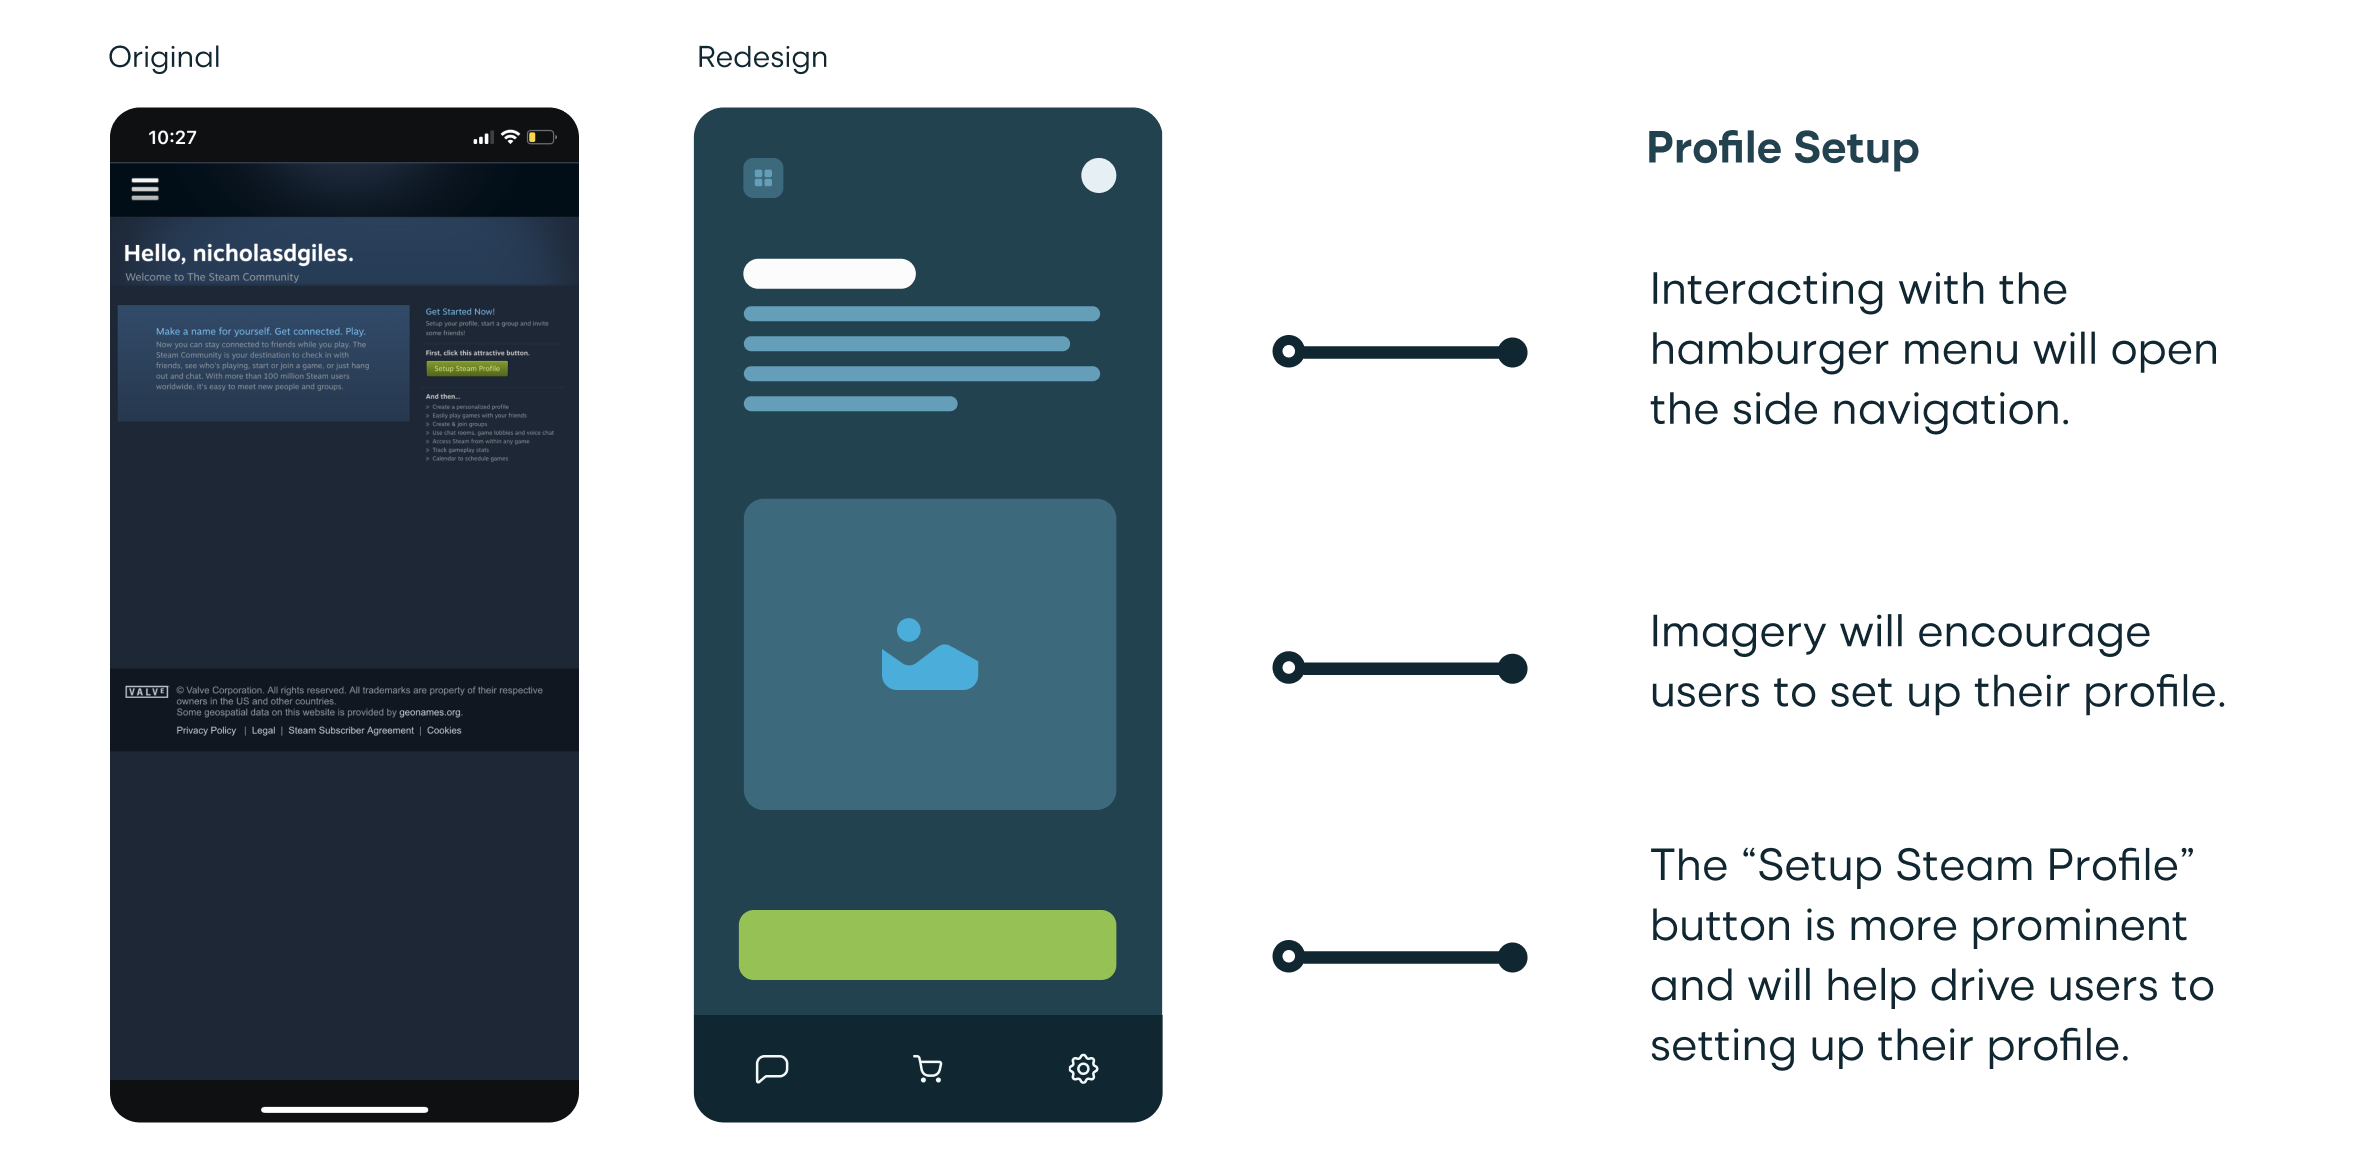 Original
Redesign
10:27
Hello, nicholasdgiles.
Welcome to The Steam Community
Make a name for yourself. Get connected. Play.
Now you can stay connected to friends while you play. The
Steam Community is your destination to check in with
friends, see who's playing, start or join a game, or just hang
out and chat. With more than 100 million Steam users
worldwide, it's easy to meet new people and groups.
Get Started Now!
Setup your profile, start a group and invite
some friends!
First, click this attractive button.
Setup Steam Profile
And then...
» Create a personalized profile
» Easily play games with your friends
» Create & join groups
» Use chat rooms, game lobbies and voice chat
» Access Steam from within any game
» Track gameplay stats
» Calendar to schedule games
VALVE
© Valve Corporation. All rights reserved. All trademarks are property of their respective
owners in the US and other countries.
Some geospatial data on this website is provided by geonames.org.
Privacy Policy | Legal | Steam Subscriber Agreement | Cookies
Profile Setup
Interacting with the
hamburger menu will open
the side navigation.
Imagery will encourage
users to set up their profile.
The “Setup Steam Profile”
button is more prominent
and will help drive users to
setting up their profile.